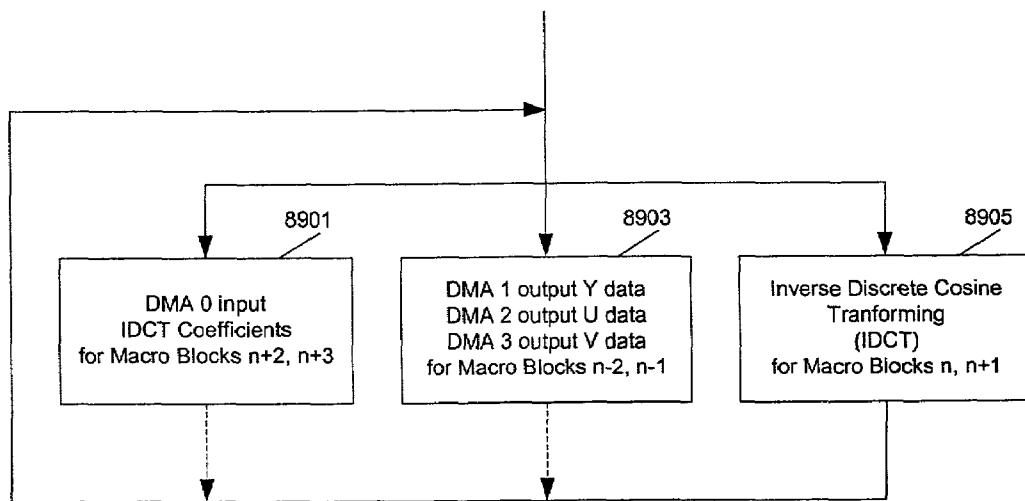 8901
8903
8905
DMA 0 input
IDCT Coefficients
for Macro Blocks n+2, n+3
DMA 1 output Y data
DMA 2 output U data
DMA 3 output V data
for Macro Blocks n-2, n-1
Inverse Discrete Cosine
Tranforming
(IDCT)
for Macro Blocks n, n+1